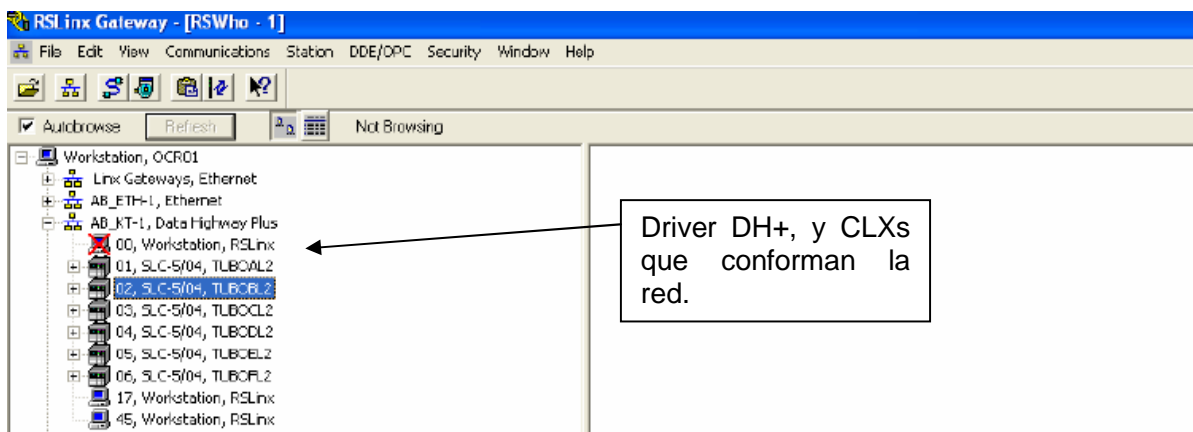 RSLinx Gateway - [RSWho - 1]
File Edit View Communications Station DDE/OPC Security Window Help
Autobrowse Refresh Not Browsing
Workstation, OCR01
Linx Gateways, Ethernet
AB_ETH-1, Ethernet
AB_KT-1, Data Highway Plus
00, Workstation, RSLinx
01, SLC-5/04, TUBOAL2
02, SLC-5/04, TUBOBL2
03, SLC-5/04, TUBOCL2
04, SLC-5/04, TUBODL2
05, SLC-5/04, TUBOEL2
06, SLC-5/04, TUBOFL2
17, Workstation, RSLinx
45, Workstation, RSLinx
Driver DH+, y CLXs
que conforman la
red.